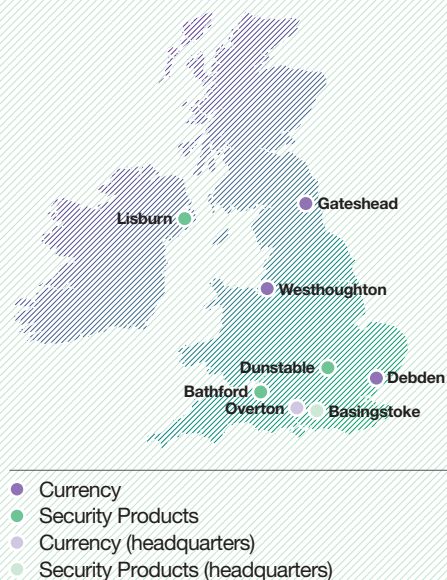 Gateshead
Lisburn
Westhoughton
Dunstable
Debden
Bathford
Overton
Basingstoke
Currency
Security Products
Currency (headquarters)
Security Products (headquarters)